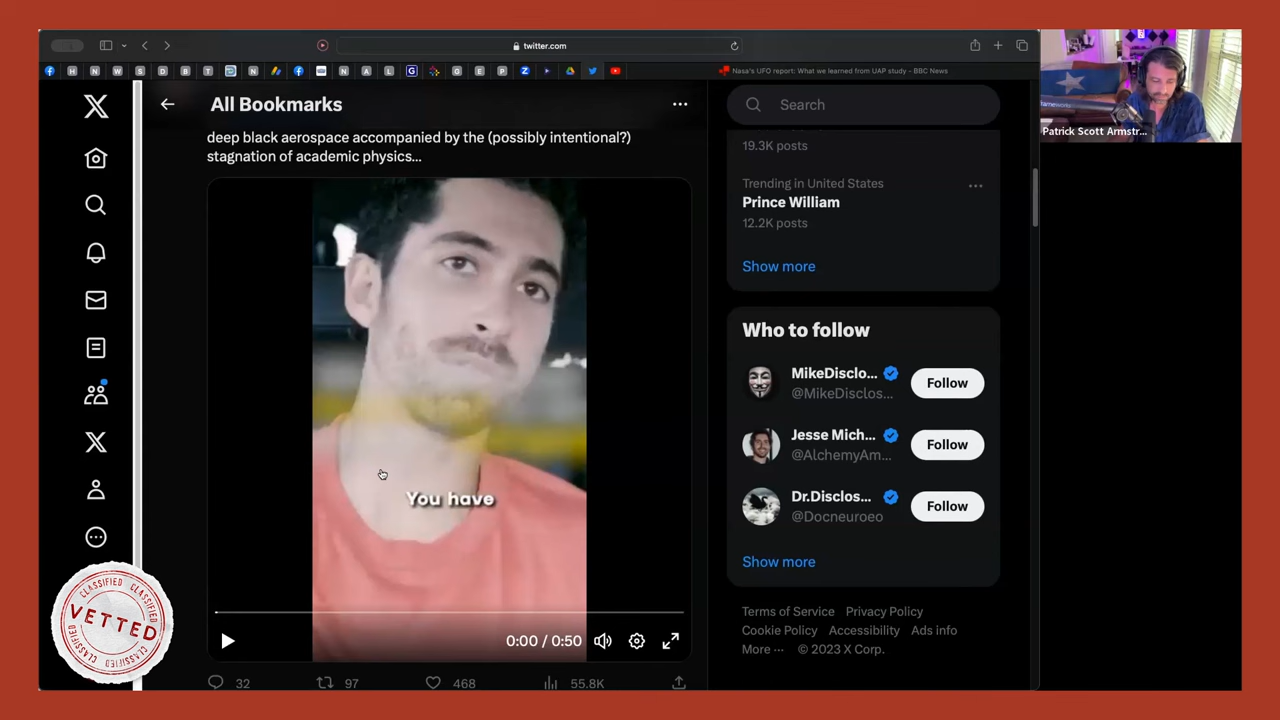 twitter.com
Nasa's UFO report: What we learned from UAP study - BBC News
All Bookmarks
deep black aerospace accompanied by the (possibly intentional?)
stagnation of academic physics...
You have
0:00 / 0:50
32
97
468
55.8K
Search
19.3K posts
Trending in United States
Prince William
12.2K posts
Show more
Who to follow
MikeDisclo...
@MikeDisclos...
Follow
Jesse Mich...
@AlchemyAm...
Follow
Dr.Disclos...
@Docneuroeo
Follow
Show more
Terms of Service Privacy Policy
Cookie Policy Accessibility Ads info
More ... © 2023 X Corp.
Patrick Scott Armstr...
CLASSIFIED CLASSIFIED
VETTED
CLASSIFIED CLASSIFIED